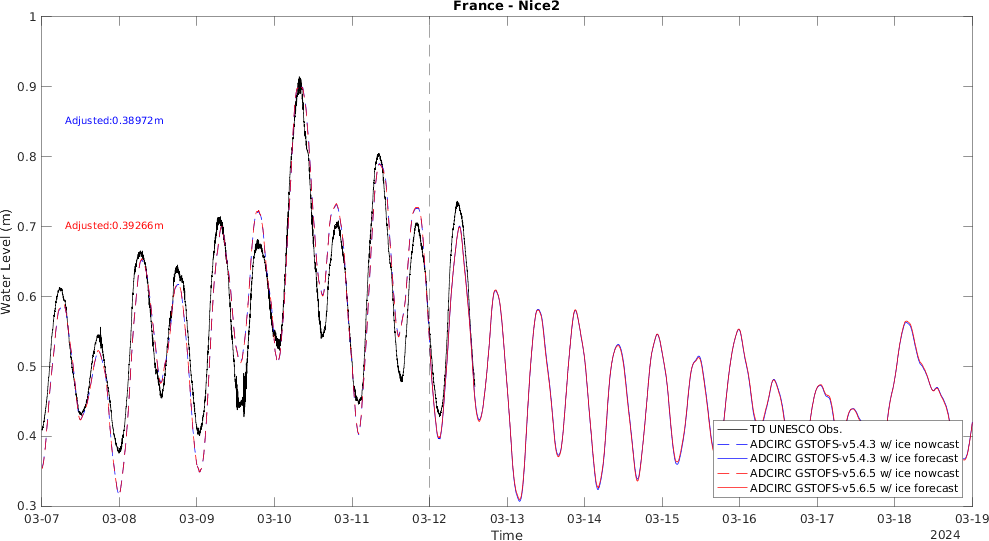 France - Nice2
1
0.9
0.8
0.7
0.6
0.5
0.4
0.3
Water Level (m)
Adjusted:0.38972m
Adjusted:0.39266m
TD UNESCO Obs.
ADCIRC GSTOFS-v5.4.3 w/ ice nowcast
ADCIRC GSTOFS-v5.4.3 w/ ice forecast
ADCIRC GSTOFS-v5.6.5 w/ ice nowcast
ADCIRC GSTOFS-v5.6.5 w/ ice forecast
03-07 03-08 03-09 03-10 03-11 03-12 03-13 03-14 03-15 03-16 03-17 03-18 03-19
Time
2024